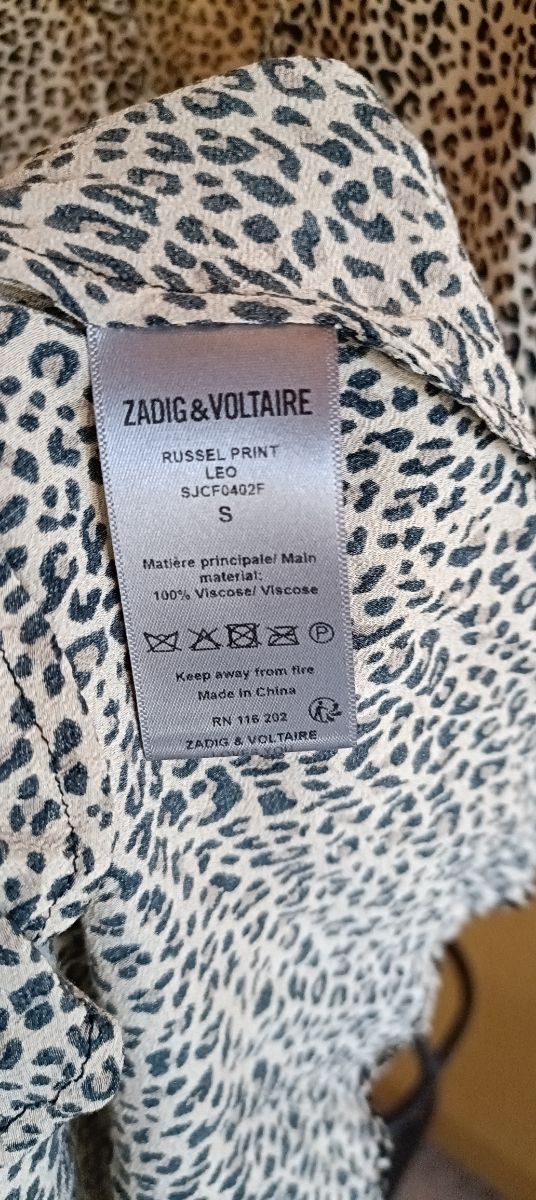 ZADIG&VOLTAIRE
RUSSEL PRINT
LEO
SJCF0402F
S
Matière principale/ Main
material:
100% Viscose/ Viscose
P
Keep away from fire
Made in China
RN 116 202
ZADIG & VOLTAIRE